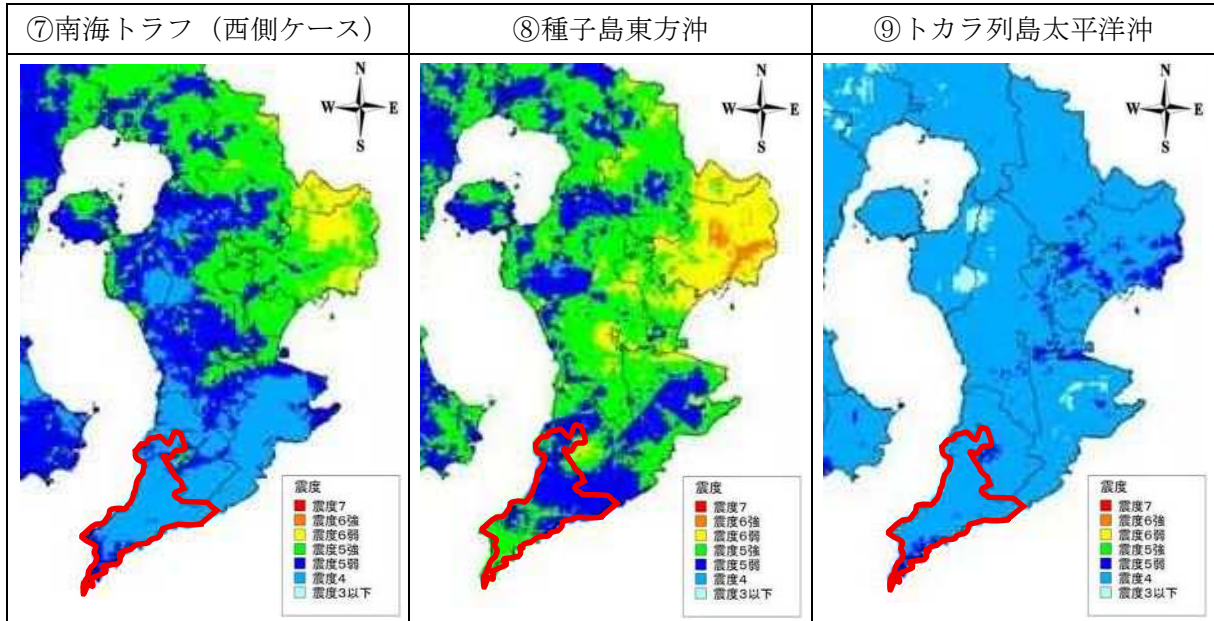 ⑦南海トラフ（西側ケース）
⑧種子島東方沖
⑨トカラ列島太平洋沖
N
W E
S
震度
震度7
震度6強
震度6弱
震度5強
震度5弱
震度4
震度3以下
N
W E
S
震度
震度7
震度6強
震度6弱
震度5強
震度5弱
震度4
震度3以下
N
W E
S
震度
震度7
震度6強
震度6弱
震度5強
震度5弱
震度4
震度3以下